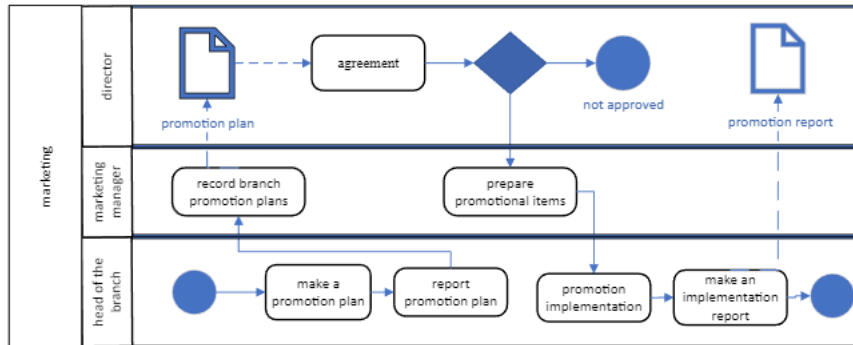 marketing
director
promotion plan
agreement
not approved
promotion report
marketing
manager
record branch
promotion plans
prepare
promotional items
head of the
branch
make a
promotion plan
report
promotion plan
promotion
implementation
make an
implementation
report